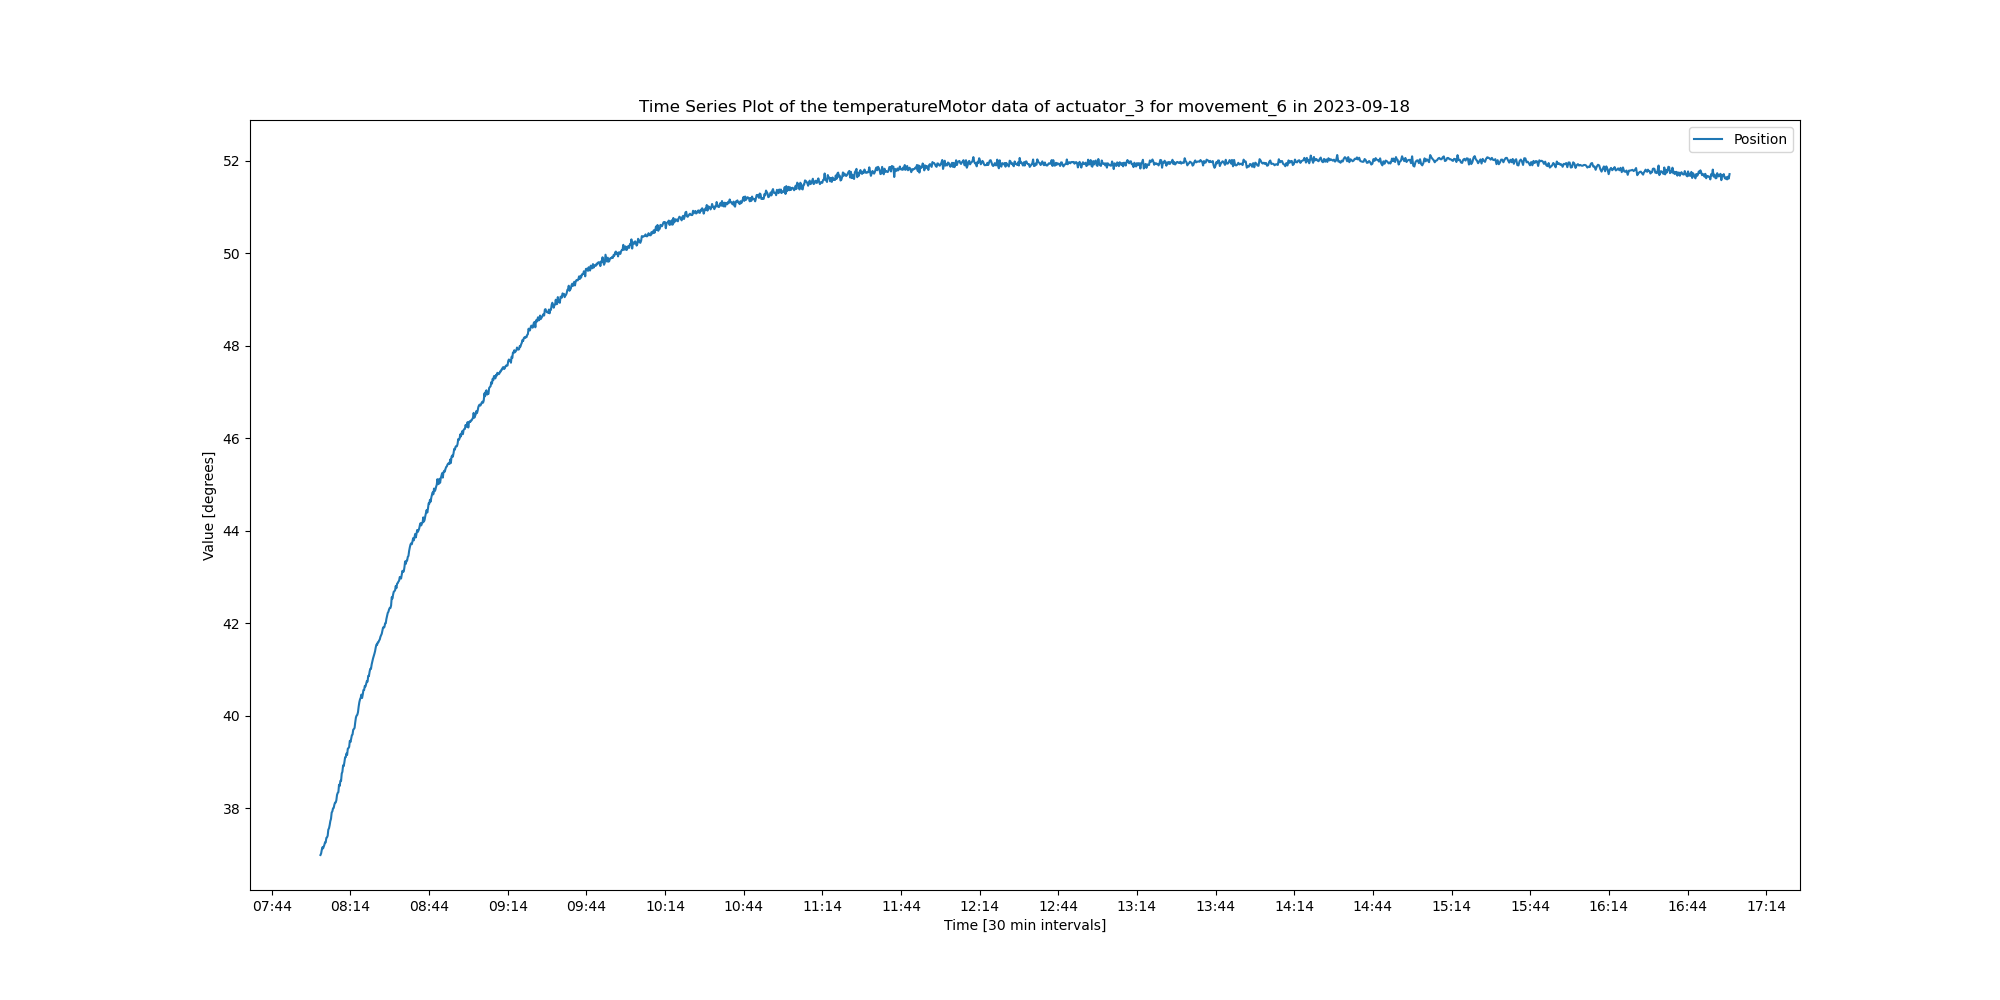 Time Series Plot of the temperatureMotor data of actuator_3 for movement_6 in 2023-09-18
Position
52
50
48
46
44
42
40
38
Value [degrees]
07:44 08:14 08:44 09:14 09:44 10:14 10:44 11:14 11:44 12:14 12:44 13:14 13:44 14:14 14:44 15:14 15:44 16:14 16:44 17:14
Time [30 min intervals]